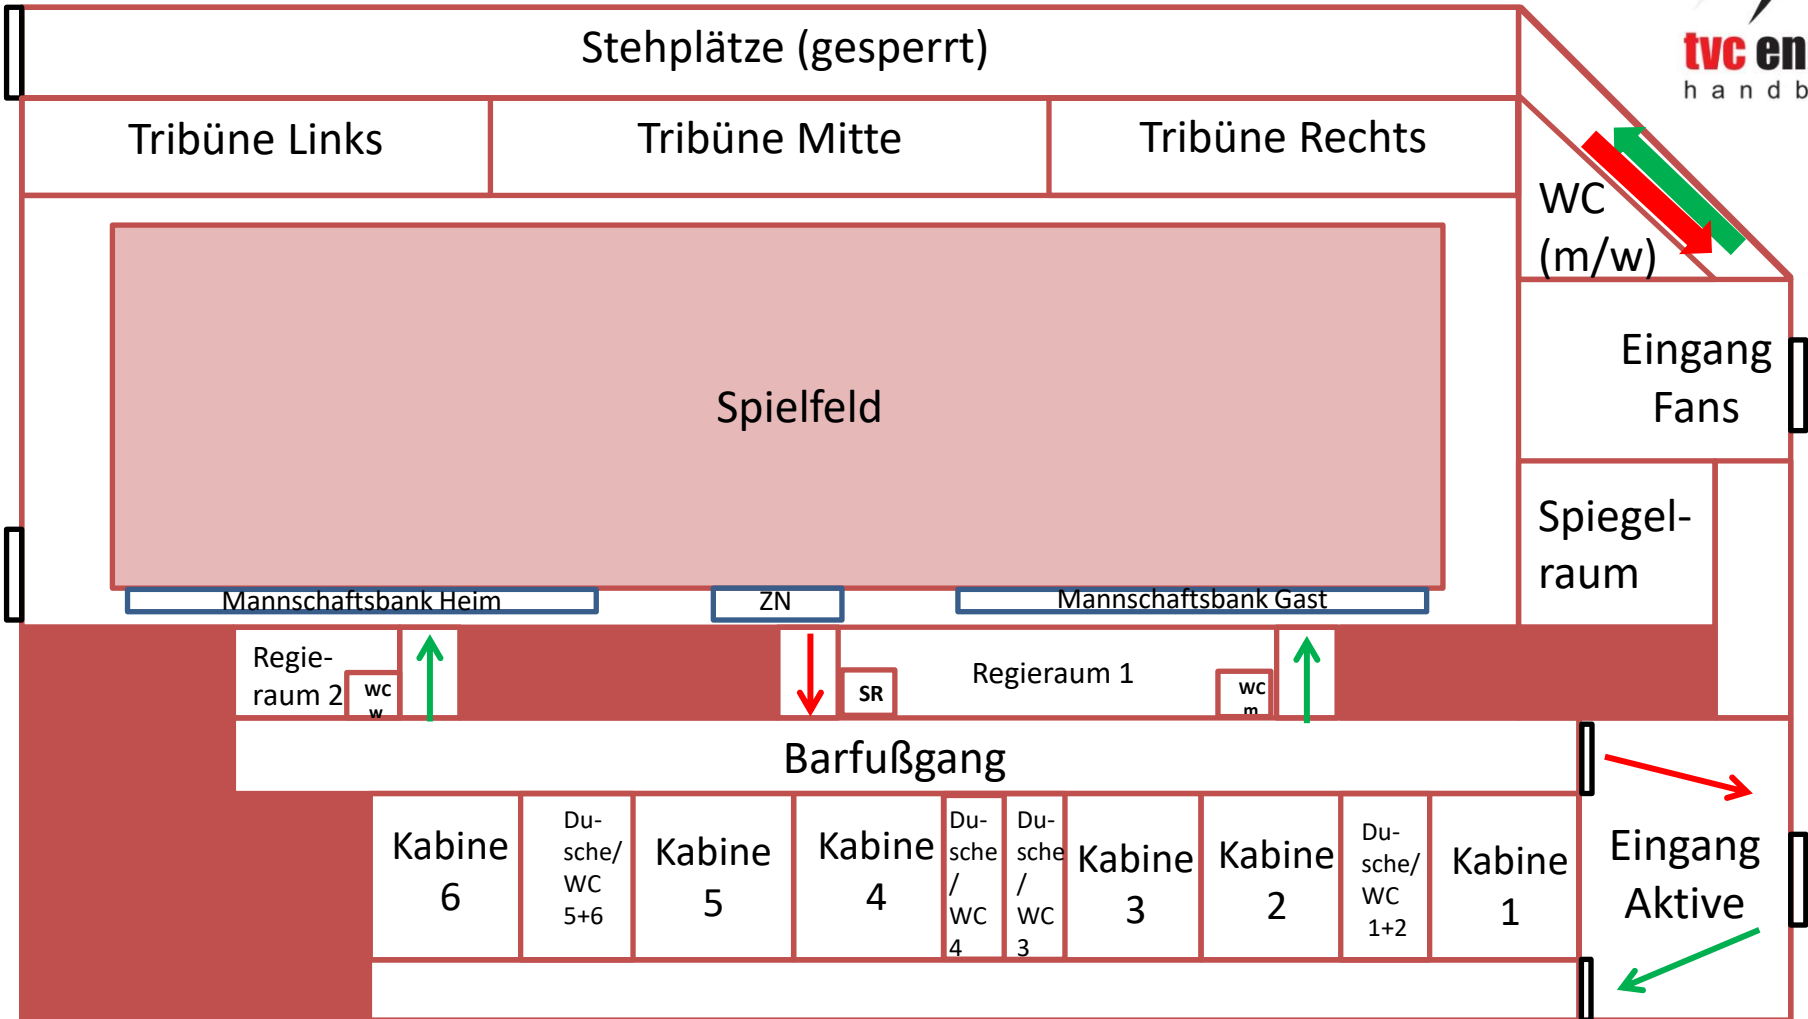 Stehplätze (gesperrt)
tvc en
handb
Tribüne Links
Tribüne Mitte
Tribüne Rechts
WC
(m/w)
Eingang
Fans
Spielfeld
Spiegel-
raum
Mannschaftsbank Heim
ZN
Mannschaftsbank Gast
Regie-
raum 2
WC
w
SR
Regieraum 1
WC
m
Barfußgang
Kabine
6
Du-
sche/
WC
5+6
Kabine
5
Kabine
4
Du-
sche
/
WC
4
Du-
sche
/
WC
3
Kabine
3
Kabine
2
Du-
sche/
WC
1+2
Kabine
1
Eingang
Aktive